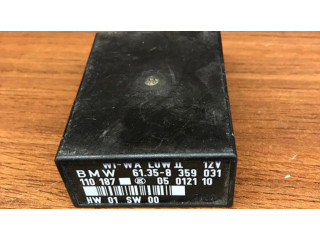 WI-WA LOW II 12V
BMW 61.35-8 359 031
110 187 05 0121 10
HW 01 SW 00